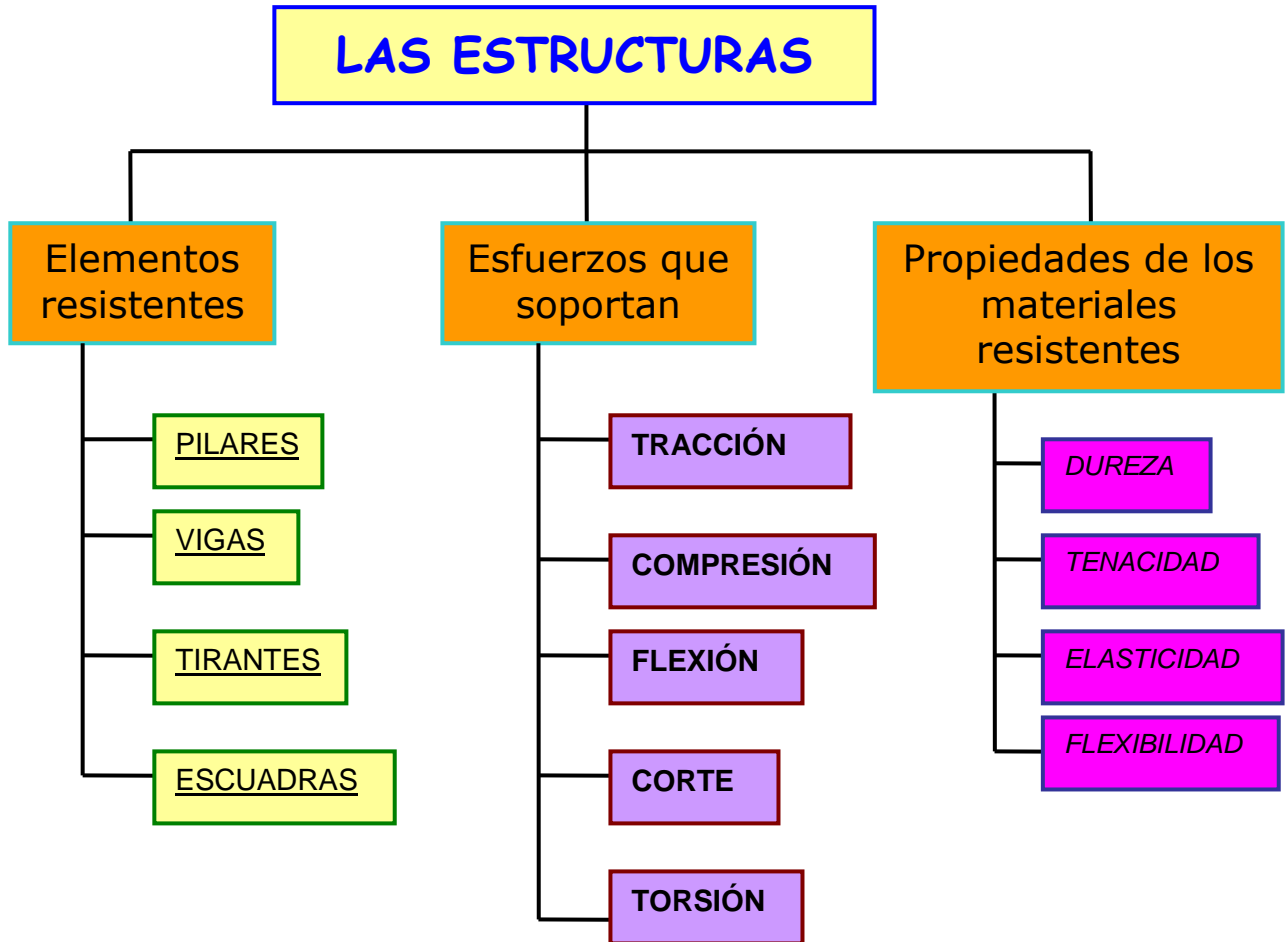 LAS ESTRUCTURAS
Elementos
resistentes
PILARES
VIGAS
TIRANTES
ESCUADRAS
Esfuerzos que
soportan
TRACCIÓN
COMPRESIÓN
FLEXIÓN
CORTE
TORSIÓN
Propiedades de los
materiales
resistentes
DUREZA
TENACIDAD
ELASTICIDAD
FLEXIBILIDAD